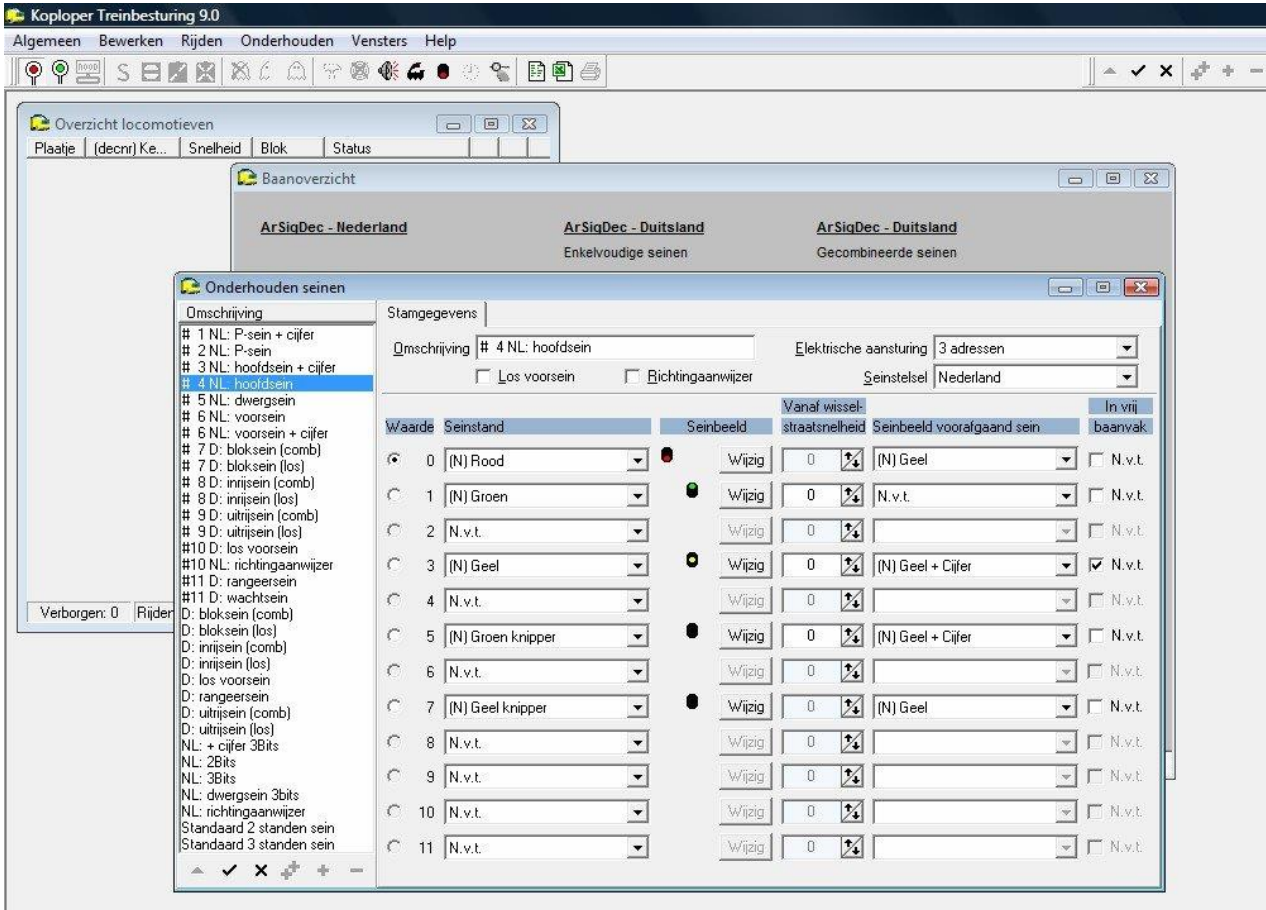 Koploper Treinbesturing 9.0
Algemeen Bewerken Rijden Onderhouden Vensters Help
Overzicht locomotieven
Plaatje (decnr) Ke... Snelheid Blok Status
Baanoverzicht
ArSigDec - Nederland ArSigDec - Duitsland ArSigDec - Duitsland
Enkelvoudige seinen Gecombineerde seinen
Verborgen: 0 Rijden
Onderhouden seinen
Omschrijving
# 1 NL: P-sein + cijfer
# 2 NL: P-sein
# 3 NL: hoofdsein + cijfer
# 4 NL: hoofdsein
# 5 NL: dwergsein
# 6 NL: voorsein
# 6 NL: voorsein + cijfer
# 7 D: bloksein (comb)
# 7 D: bloksein (los)
# 8 D: inrijsein (comb)
# 8 D: inrijsein (los)
# 9 D: uitrijsein (comb)
# 9 D: uitrijsein (los)
#10 D: los voorsein
#10 NL: richtingaanwijzer
#11 D: rangeersein
#11 D: wachtsein
D: bloksein (comb)
D: bloksein (los)
D: inrijsein (comb)
D: inrijsein (los)
D: los voorsein
D: rangeersein
D: uitrijsein (comb)
D: uitrijsein (los)
NL: + cijfer 3Bits
NL: 2Bits
NL: 3Bits
NL: dwergsein 3bits
NL: richtingaanwijzer
Standaard 2 standen sein
Standaard 3 standen sein
Stamgegevens
Omschrijving # 4 NL: hoofdsein Elektrische aansturing 3 adressen
Los voorsein Richtingaanwijzer Seinstelsel Nederland
Vanaf wissel- In vrij
Waarde Seinstand Seinbeeld straatsnelheid Seinbeeld voorafgaand sein baanvak
0 (N) Rood Wijzig 0 (N) Geel N.v.t.
1 (N) Groen Wijzig 0 N.v.t. N.v.t.
2 N.v.t. Wijzig 0 N.v.t.
3 (N) Geel Wijzig 0 (N) Geel + Cijfer N.v.t.
4 N.v.t. Wijzig 0 N.v.t.
5 (N) Groen knipper Wijzig 0 (N) Geel + Cijfer N.v.t.
6 N.v.t. Wijzig 0 N.v.t.
7 (N) Geel knipper Wijzig 0 (N) Geel N.v.t.
8 N.v.t. Wijzig 0 N.v.t.
9 N.v.t. Wijzig 0 N.v.t.
10 N.v.t. Wijzig 0 N.v.t.
11 N.v.t. Wijzig 0 N.v.t.